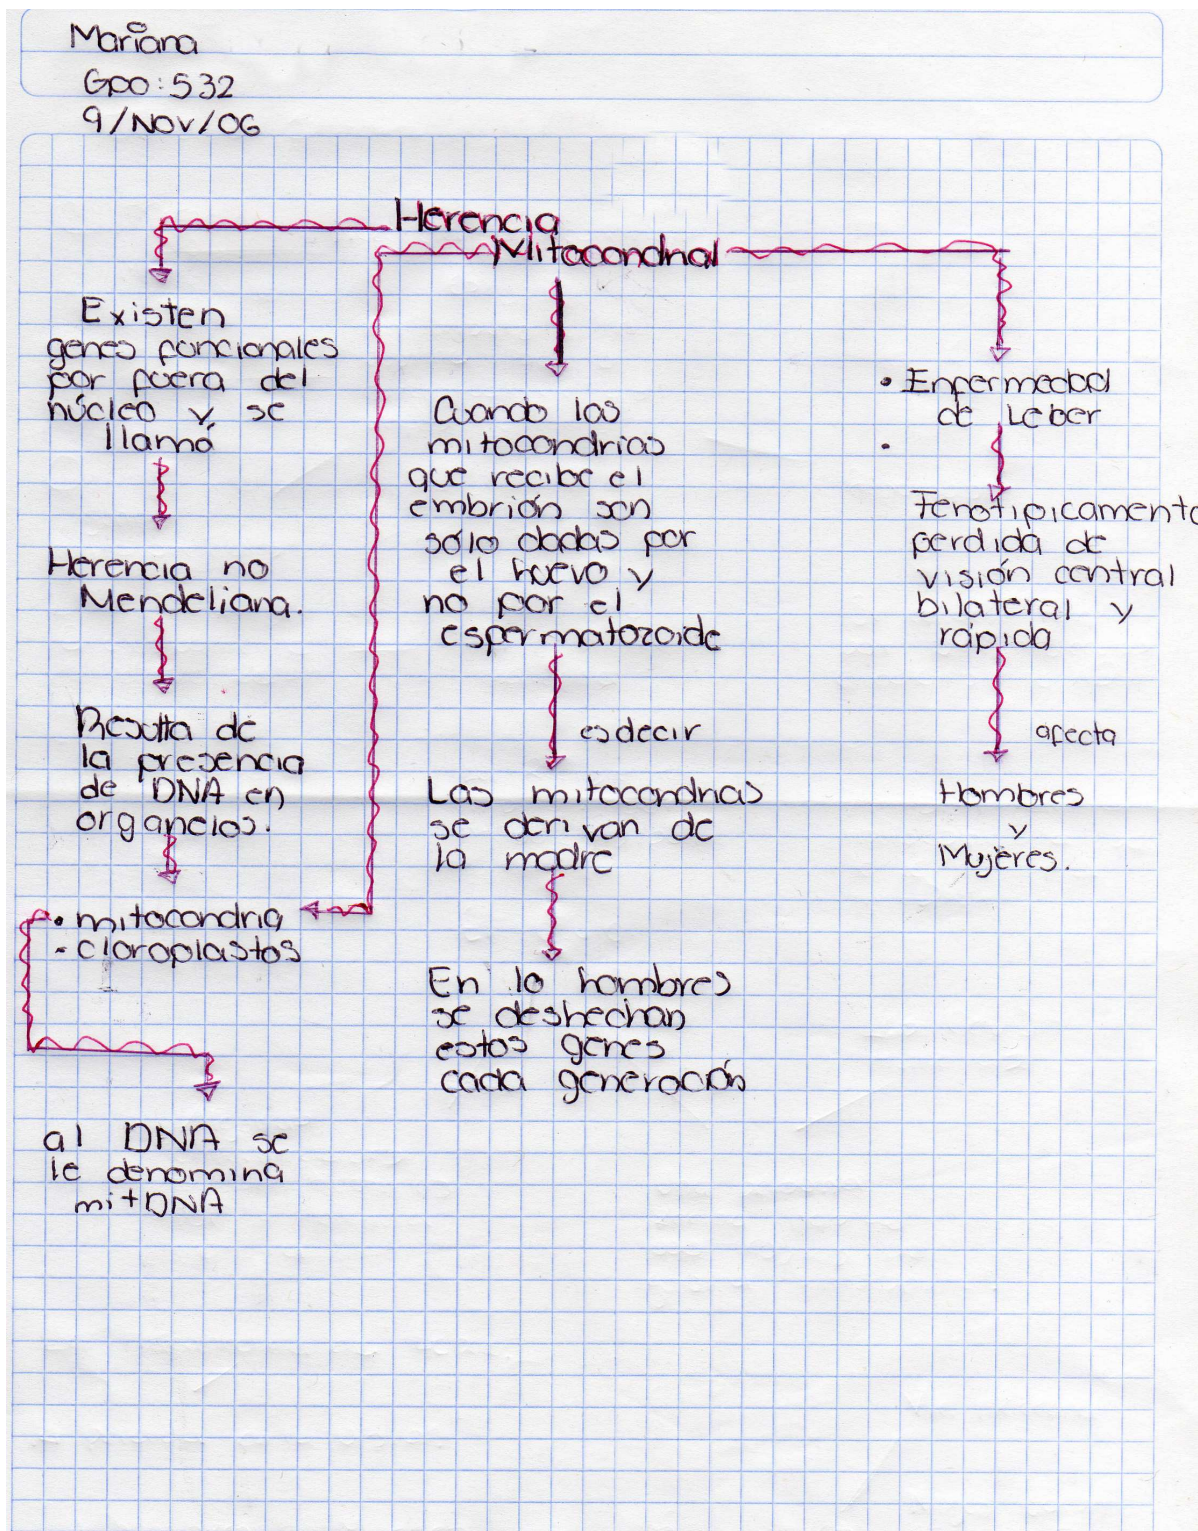 Mariana
Gpo: 532
9/Nov/06
Herencia
Mitocondrial
Existen
genes funcionales
por fuera del
núcleo y se
llama
Herencia no
Mendeliana.
Resulta de
la presencia
de DNA en
organelos.
• mitocondria
- cloroplastos
al DNA se
le denomina
mitDNA
Cuando las
mitocondrias
que recibe el
embrión son
sólo dadas por
el huevo y
no por el
espermatozoide
es decir
Las mitocondrias
se derivan de
la madre
En lo hombres
se deshechan
estos genes
cada generación
• Enfermedad
de Leber
•
Fenotipicamente
perdida de
visión central
bilateral y
rápida
afecta
Hombres
y
Mujeres.